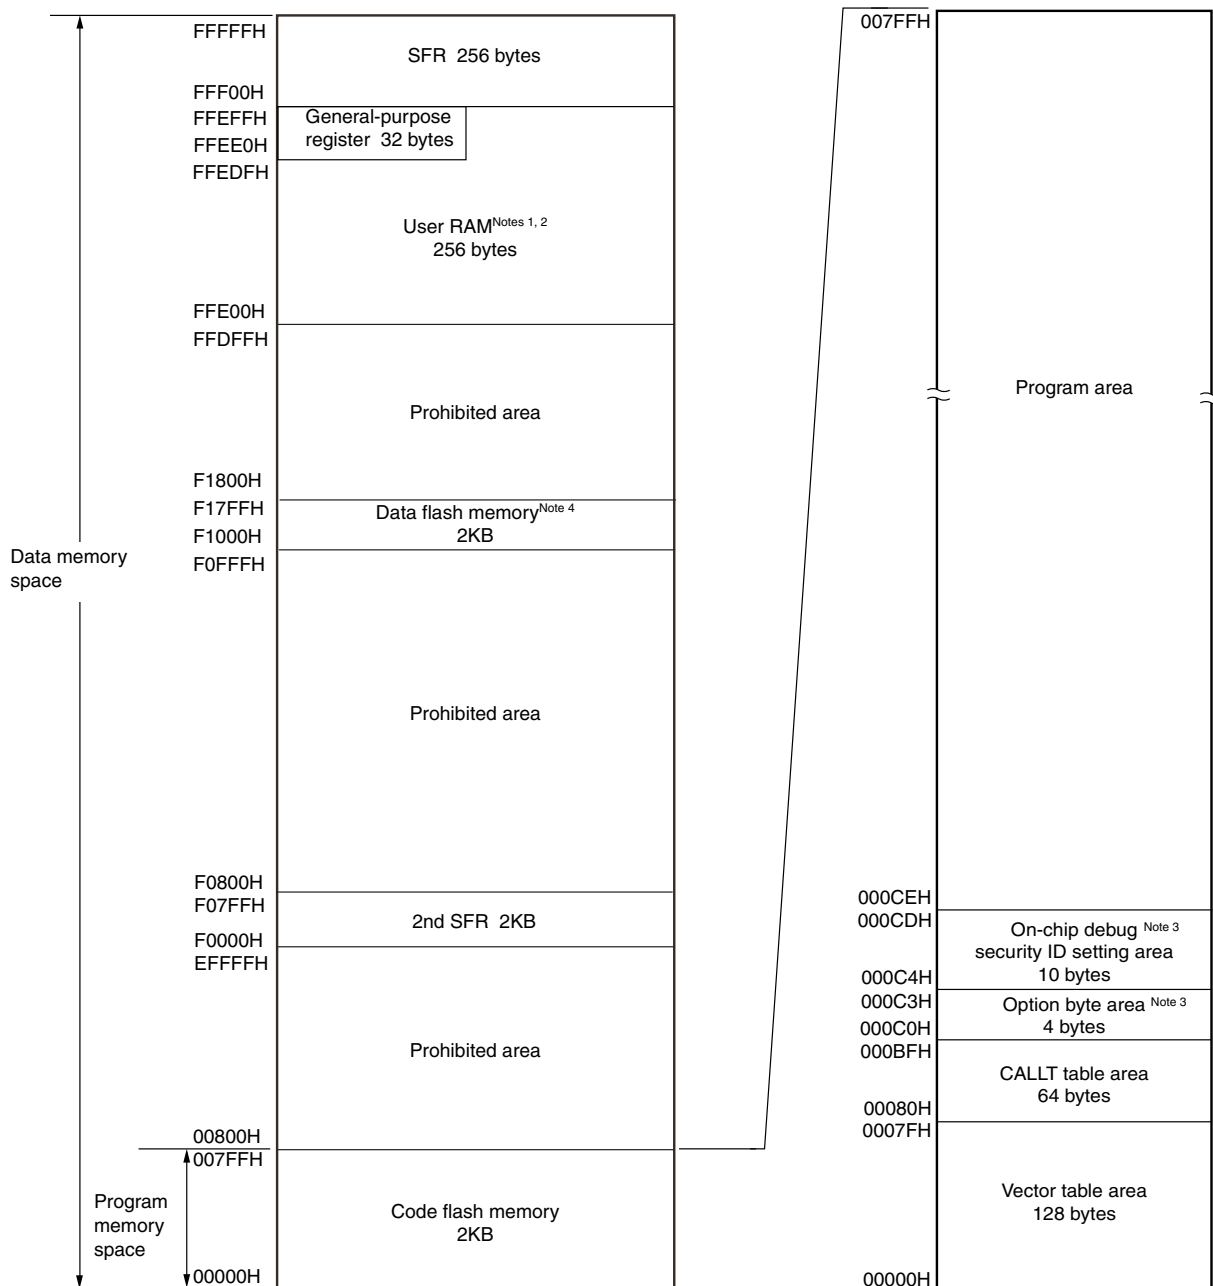 FFFFFH
SFR 256 bytes
FFF00H
FFEFFH
General-purpose
register 32 bytes
FFEE0H
FFEDFH
User RAM Notes 1, 2
256 bytes
FFE00H
FFDFFH
Prohibited area
F1800H
F17FFH
Data flash memory Note 4
2KB
F1000H
F0FFFH
Data memory
space
Prohibited area
F0800H
F07FFH
2nd SFR 2KB
F0000H
EFFFFH
Prohibited area
00800H
007FFH
Program
memory
space
Code flash memory
2KB
00000H
007FFH
Program area
000CEH
000CDH
On-chip debug Note 3
security ID setting area
10 bytes
000C4H
000C3H
Option byte area Note 3
4 bytes
000C0H
000BFH
CALLT table area
64 bytes
00080H
0007FH
Vector table area
128 bytes
00000H